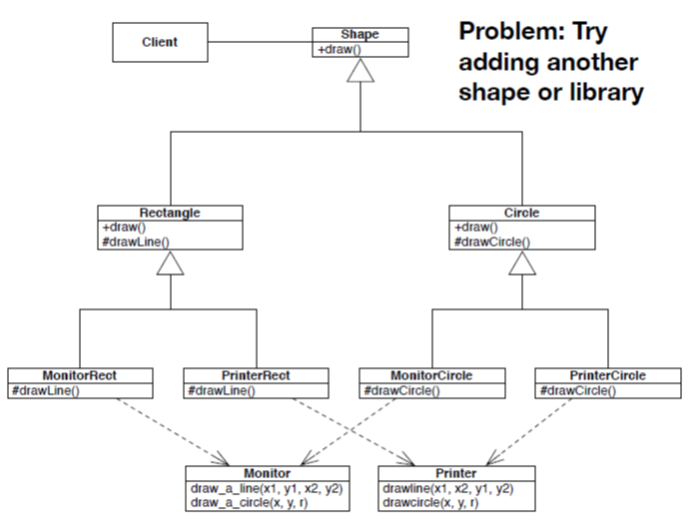 Client
Shape
+draw()
Problem: Try
adding another
shape or library
Rectangle
+draw()
#drawLine()
Circle
+draw()
#drawCircle()
MonitorRect
#drawLine()
PrinterRect
#drawLine()
MonitorCircle
#drawCircle()
PrinterCircle
#drawCircle()
Monitor
draw_a_line(x1, y1, x2, y2)
draw_a_circle(x, y, r)
Printer
drawline(x1, x2, y1, y2)
drawcircle(x, y, r)